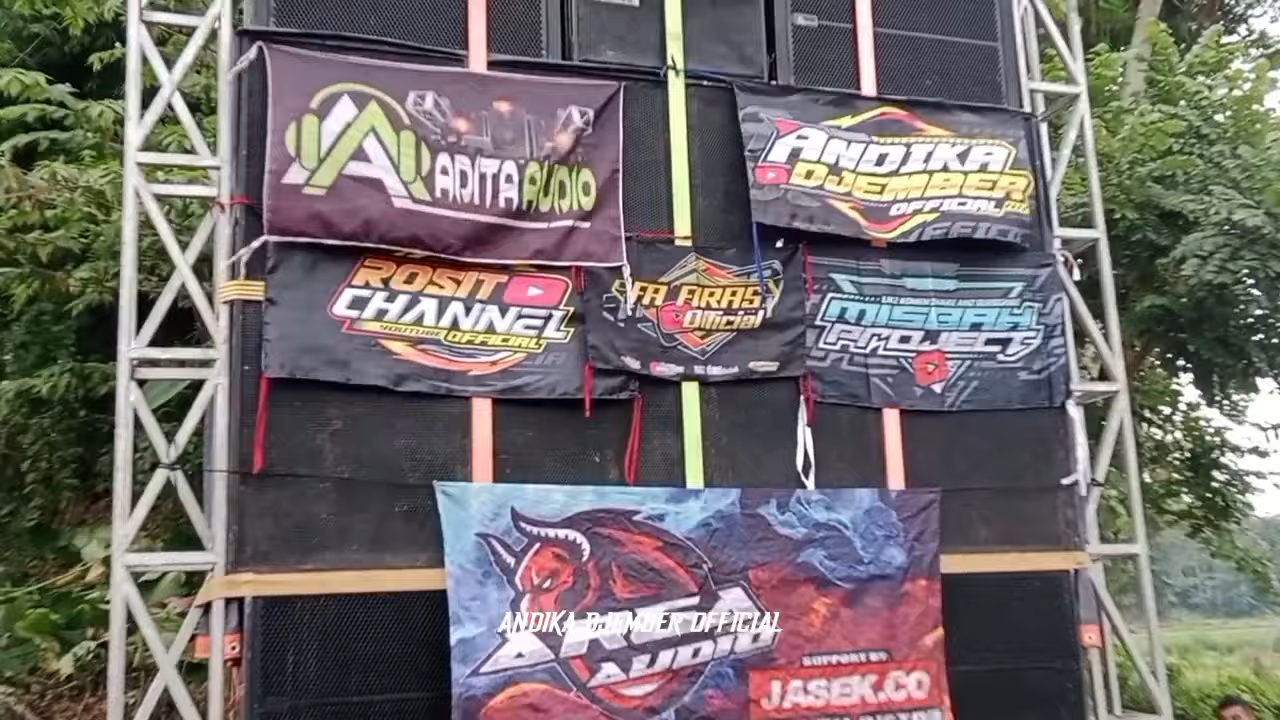 ADITA AUDIO
ANDIKA
DJEMBER
OFFICIAL
ROSIT
CHANNEL
YOUTUBE OFFICIAL
FA FIRAS
Official
MISBAH
PROJECT
ANDIKA DJEMBER OFFICIAL
AUDIO
SUPPORT BY
JASEK.CO